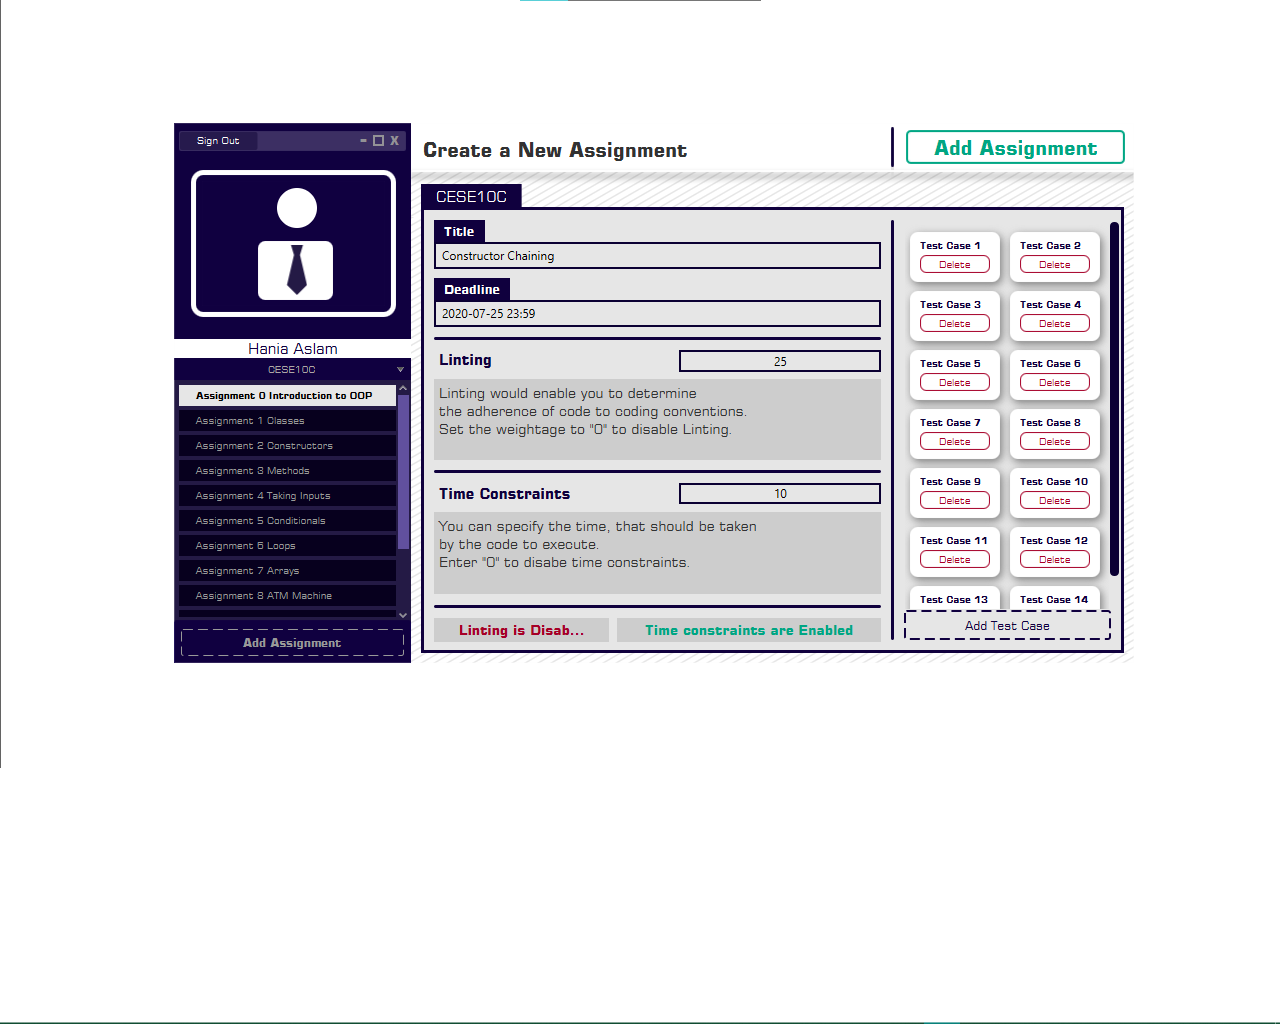 Sign Out
X
Hania Aslam
CESE10C
Assignment 0 Introduction to OOP
Assignment 1 Classes
Assignment 2 Constructors
Assignment 3 Methods
Assignment 4 Taking Inputs
Assignment 5 Conditionals
Assignment 6 Loops
Assignment 7 Arrays
Assignment 8 ATM Machine
Add Assignment
Create a New Assignment
Add Assignment
CESE10C
Title
Constructor Chaining
Deadline
2020-07-25 23:59
Linting
25
Linting would enable you to determine
the adherence of code to coding conventions.
Set the weightage to "0" to disable Linting.
Time Constraints
10
You can specify the time, that should be taken
by the code to execute.
Enter "0" to disabe time constraints.
Linting is Disab...
Time constraints are Enabled
Test Case 1
Delete
Test Case 2
Delete
Test Case 3
Delete
Test Case 4
Delete
Test Case 5
Delete
Test Case 6
Delete
Test Case 7
Delete
Test Case 8
Delete
Test Case 9
Delete
Test Case 10
Delete
Test Case 11
Delete
Test Case 12
Delete
Test Case 13
Test Case 14
Add Test Case